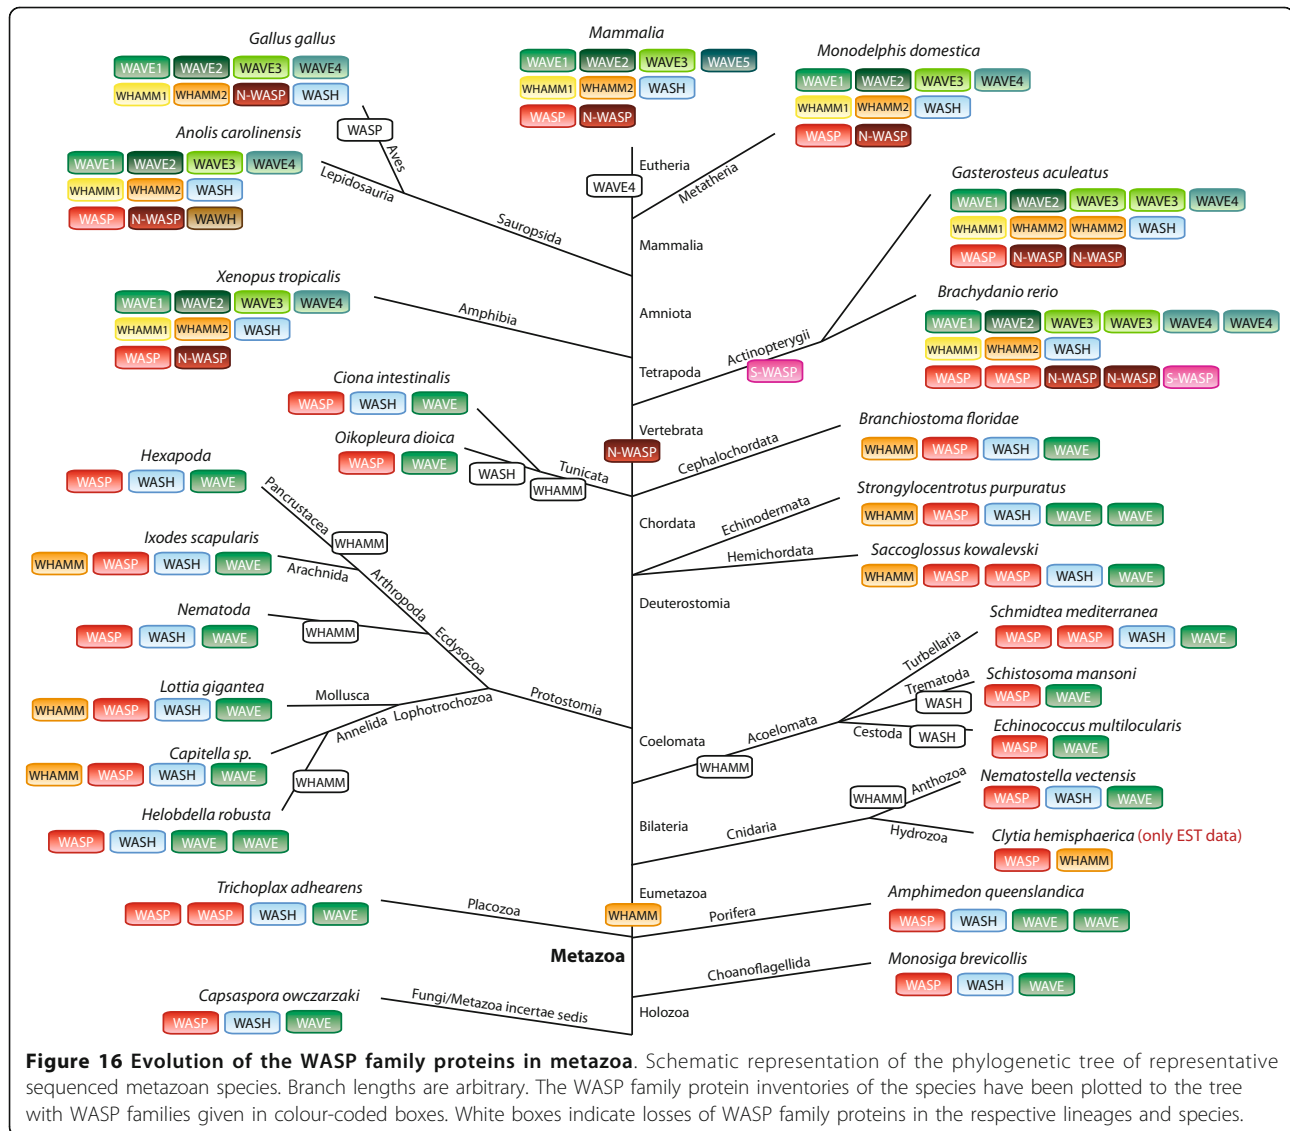 Gallus gallus
WAVE1 WAVE2 WAVE3 WAVE4
WHAMM1 WHAMM2 N-WASP WASH
WASP
Aves
Anolis carolinensis
WAVE1 WAVE2 WAVE3 WAVE4
WHAMM1 WHAMM2 WASH
WASP N-WASP WAWH
Lepidosauria
Sauropsida
Mammalia
WAVE1 WAVE2 WAVE3 WAVE5
WHAMM1 WHAMM2 WASH
WASP N-WASP
Eutheria
WAVE4
Monodelphis domestica
WAVE1 WAVE2 WAVE3 WAVE4
WHAMM1 WHAMM2 WASH
WASP N-WASP
Metatheria
Mammalia
Gasterosteus aculeatus
WAVE1 WAVE2 WAVE3 WAVE3 WAVE4
WHAMM1 WHAMM2 WHAMM2 WASH
WASP N-WASP N-WASP
Xenopus tropicalis
WAVE1 WAVE2 WAVE3 WAVE4
WHAMM1 WHAMM2 WASH
WASP N-WASP
Amphibia
Amniota
Brachydanio rerio
WAVE1 WAVE2 WAVE3 WAVE3 WAVE4 WAVE4
WHAMM1 WHAMM2 WASH
WASP WASP N-WASP N-WASP S-WASP
Actinopterygii
S-WASP
Tetrapoda
Ciona intestinalis
WASP WASH WAVE
Oikopleura dioica
WASP WAVE
WASH
WHAMM
Tunicata
Vertebrata
N-WASP
Cephalochordata
Branchiostoma floridae
WHAMM WASP WASH WAVE
Hexapoda
WASP WASH WAVE
Pancrustacea
WHAMM
Chordata
Echinodermata
Strongylocentrotus purpuratus
WHAMM WASP WASH WAVE WAVE
Hemichordata
Saccoglossus kowalevski
WHAMM WASP WASP WASH WAVE
Ixodes scapularis
WHAMM WASP WASH WAVE
Arachnida
Arthropoda
Deuterostomia
Nematoda
WASP WASH WAVE
WHAMM
Ecdysozoa
Schmidtea mediterranea
WASP WASP WASH WAVE
Turbellaria
Lottia gigantea
WHAMM WASP WASH WAVE
Mollusca
Lophotrochozoa
Protostomia
Schistosoma mansoni
WASP WAVE
Trematoda
WASH
Annelida
Capitella sp.
WHAMM WASP WASH WAVE
WHAMM
Coelomata
Acoelomata
WHAMM
Cestoda
WASH
Echinococcus multilocularis
WASP WAVE
Helobdella robusta
WASP WASH WAVE WAVE
Bilateria
Cnidaria
WHAMM
Anthozoa
Nematostella vectensis
WASP WASH WAVE
Hydrozoa
Clytia hemisphaerica (only EST data)
WASP WHAMM
Trichoplax adhearens
WASP WASP WASH WAVE
Placozoa
Eumetazoa
WHAMM
Porifera
Amphimedon queenslandica
WASP WASH WAVE WAVE
Metazoa
Choanoflagellida
Monosiga brevicollis
WASP WASH WAVE
Capsaspora owczarzaki
WASP WASH WAVE
Fungi/Metazoa incertae sedis
Holozoa
Figure 16 Evolution of the WASP family proteins in metazoa. Schematic representation of the phylogenetic tree of representative
sequenced metazoan species. Branch lengths are arbitrary. The WASP family protein inventories of the species have been plotted to the tree
with WASP families given in colour-coded boxes. White boxes indicate losses of WASP family proteins in the respective lineages and species.